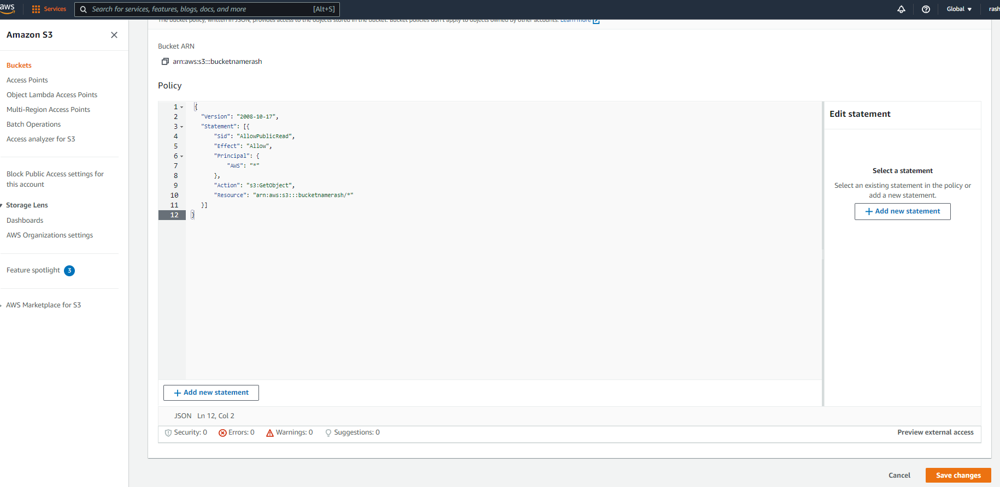 aws
Services
Search for services, features, blogs, docs, and more
[Alt+S]
Global
rash
The bucket policy, written in JSON, provides access to the objects stored in the bucket. Bucket policies don't apply to objects owned by other accounts. Learn more
Amazon S3
Buckets
Access Points
Object Lambda Access Points
Multi-Region Access Points
Batch Operations
Access analyzer for S3
Block Public Access settings for
this account
Storage Lens
Dashboards
AWS Organizations settings
Feature spotlight 3
AWS Marketplace for S3
Bucket ARN
arn:aws:s3:::bucketnamerash
Policy
1 {
2 "Version": "2008-10-17",
3 "Statement": [{
4 "Sid": "AllowPublicRead",
5 "Effect": "Allow",
6 "Principal": {
7 "AWS": "*"
8 },
9 "Action": "s3:GetObject",
10 "Resource": "arn:aws:s3:::bucketnamerash/*"
11 }]
12 }
Edit statement
Select a statement
Select an existing statement in the policy or
add a new statement.
+ Add new statement
+ Add new statement
JSON Ln 12, Col 2
Security: 0 Errors: 0 Warnings: 0 Suggestions: 0
Preview external access
Cancel
Save changes